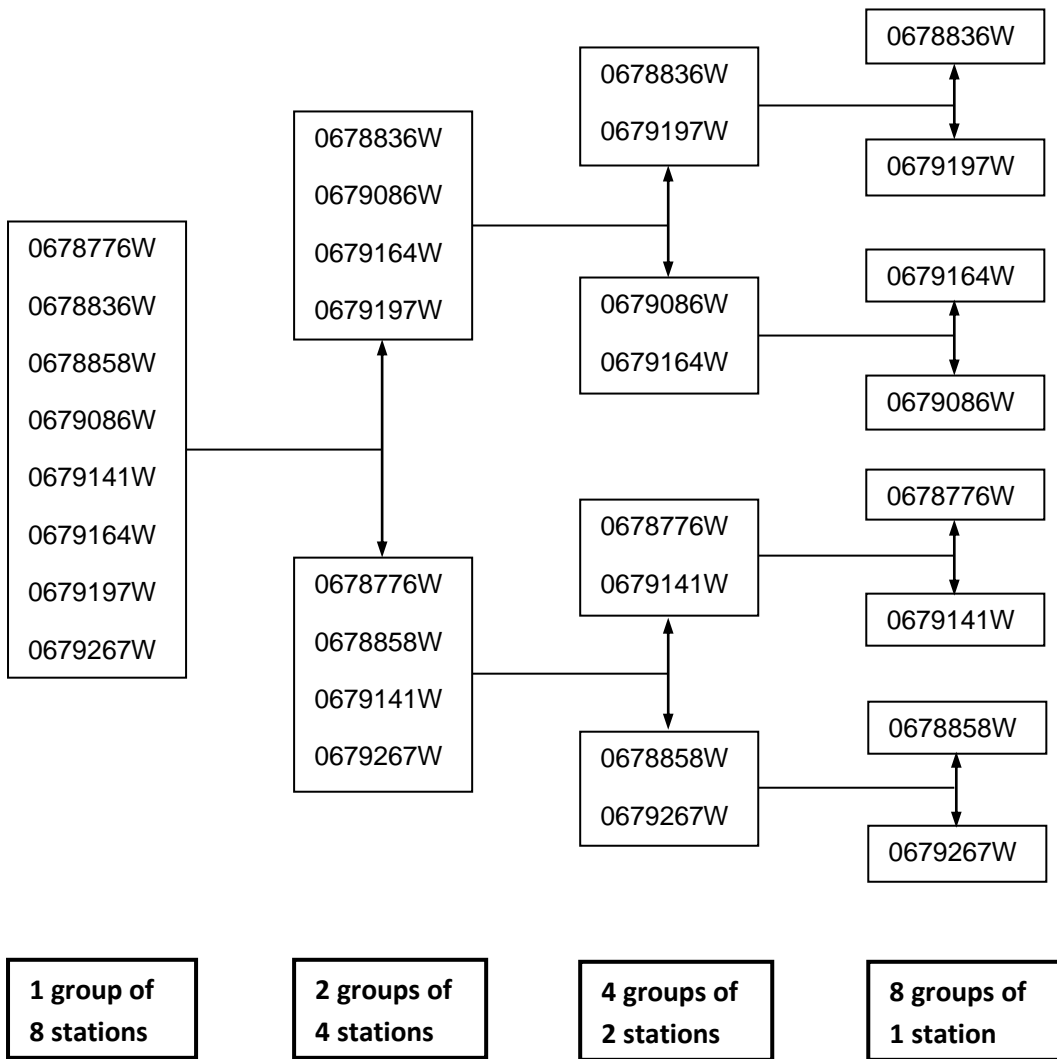 0678776W
0678836W
0678858W
0679086W
0679141W
0679164W
0679197W
0679267W
0678836W
0679086W
0679164W
0679197W
0678776W
0678858W
0679141W
0679267W
0678836W
0679197W
0679086W
0679164W
0678776W
0679141W
0678858W
0679267W
0678836W
0679197W
0679164W
0679086W
0678776W
0679141W
0678858W
0679267W
1 group of
8 stations
2 groups of
4 stations
4 groups of
2 stations
8 groups of
1 station